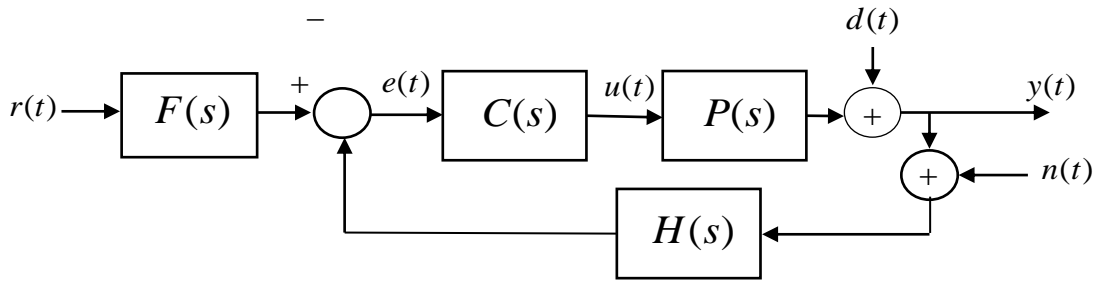 −
d(t)
r(t)
F(s)
+
e(t)
C(s)
u(t)
P(s)
+
y(t)
+
n(t)
H(s)